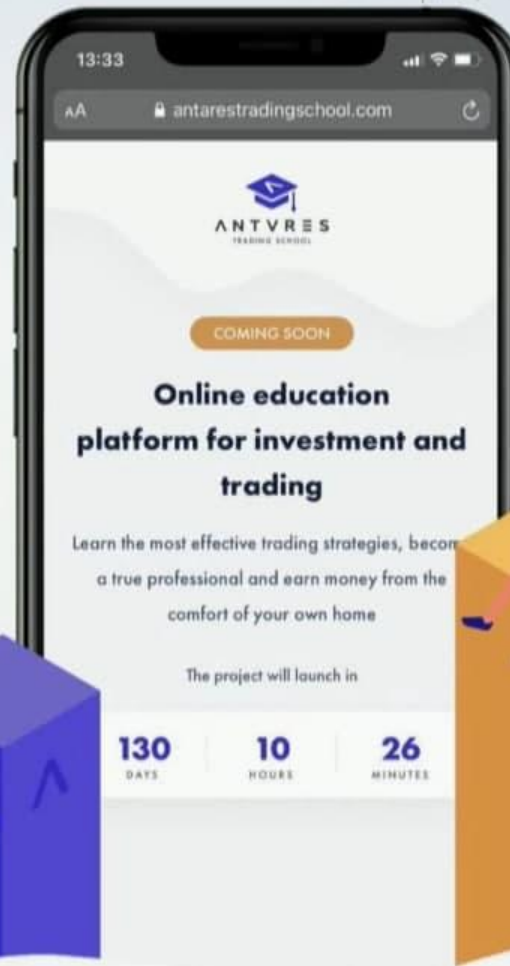 13:33
AA antarestradingschool.com
ANTVRES
TRADING SCHOOL
COMING SOON
Online education
platform for investment and
trading
Learn the most effective trading strategies, becom
a true professional and earn money from the
comfort of your own home
The project will launch in
130 10 26
DAYS HOURS MINUTES